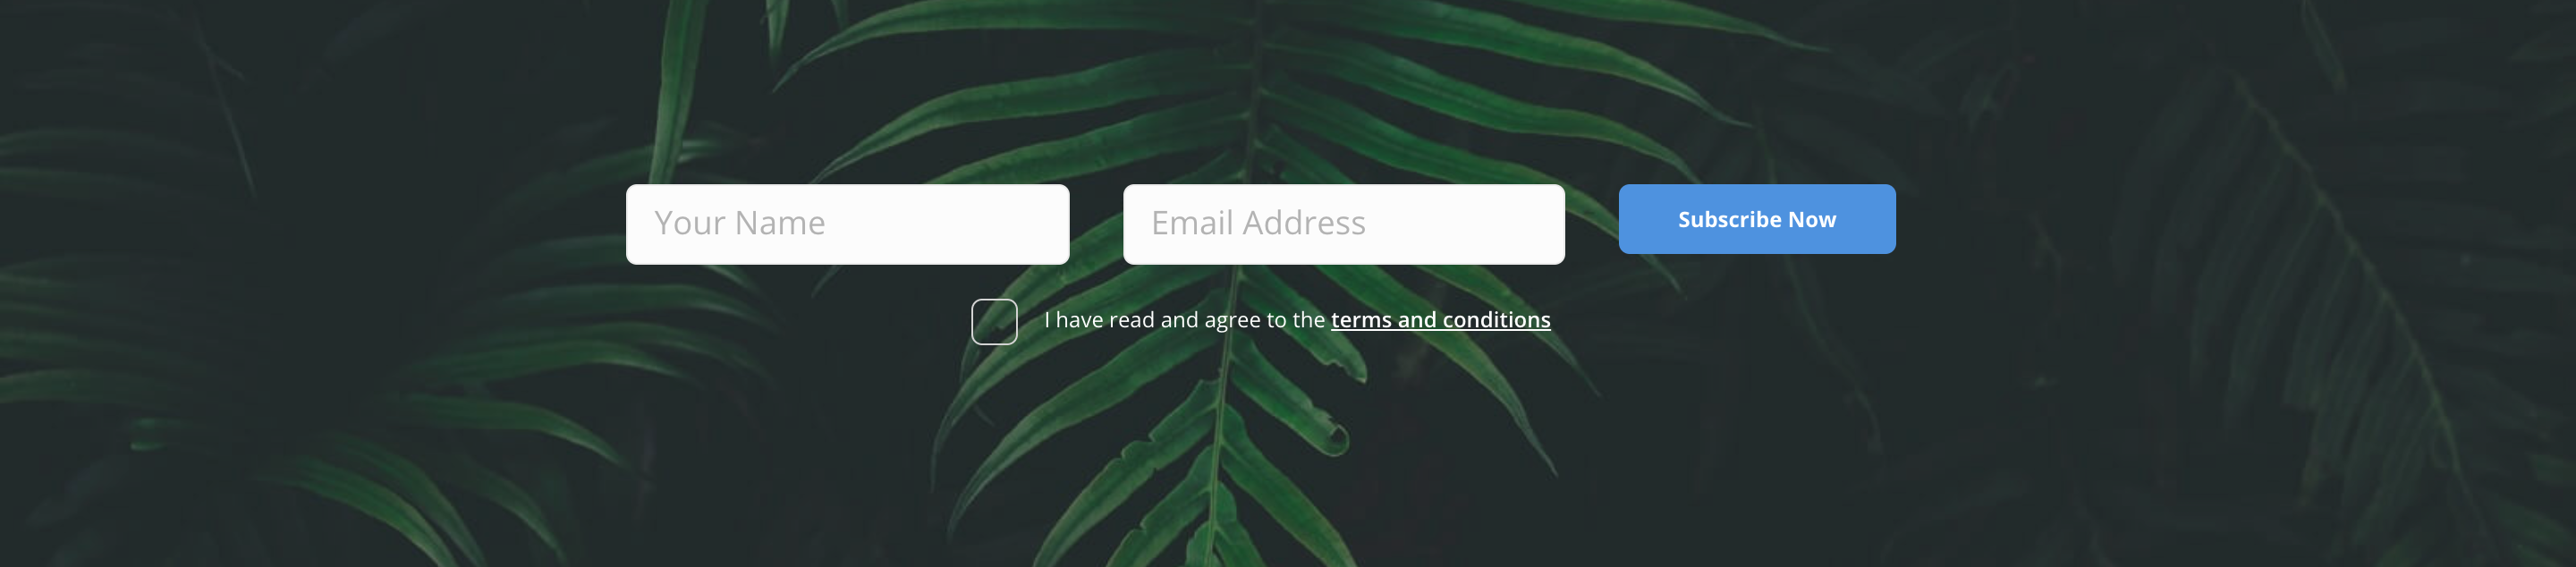 Your Name
Email Address
Subscribe Now
I have read and agree to the terms and conditions